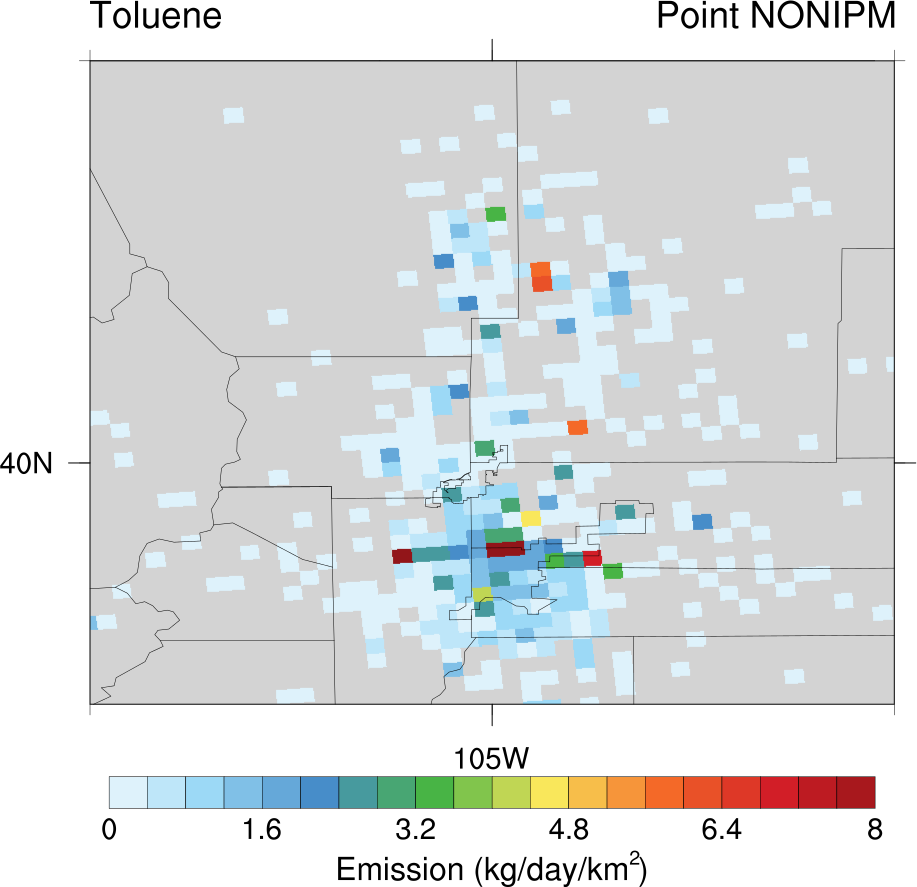 Toluene Point NONIPM
40N
105W
0 1.6 3.2 4.8 6.4 8
Emission (kg/day/km²)